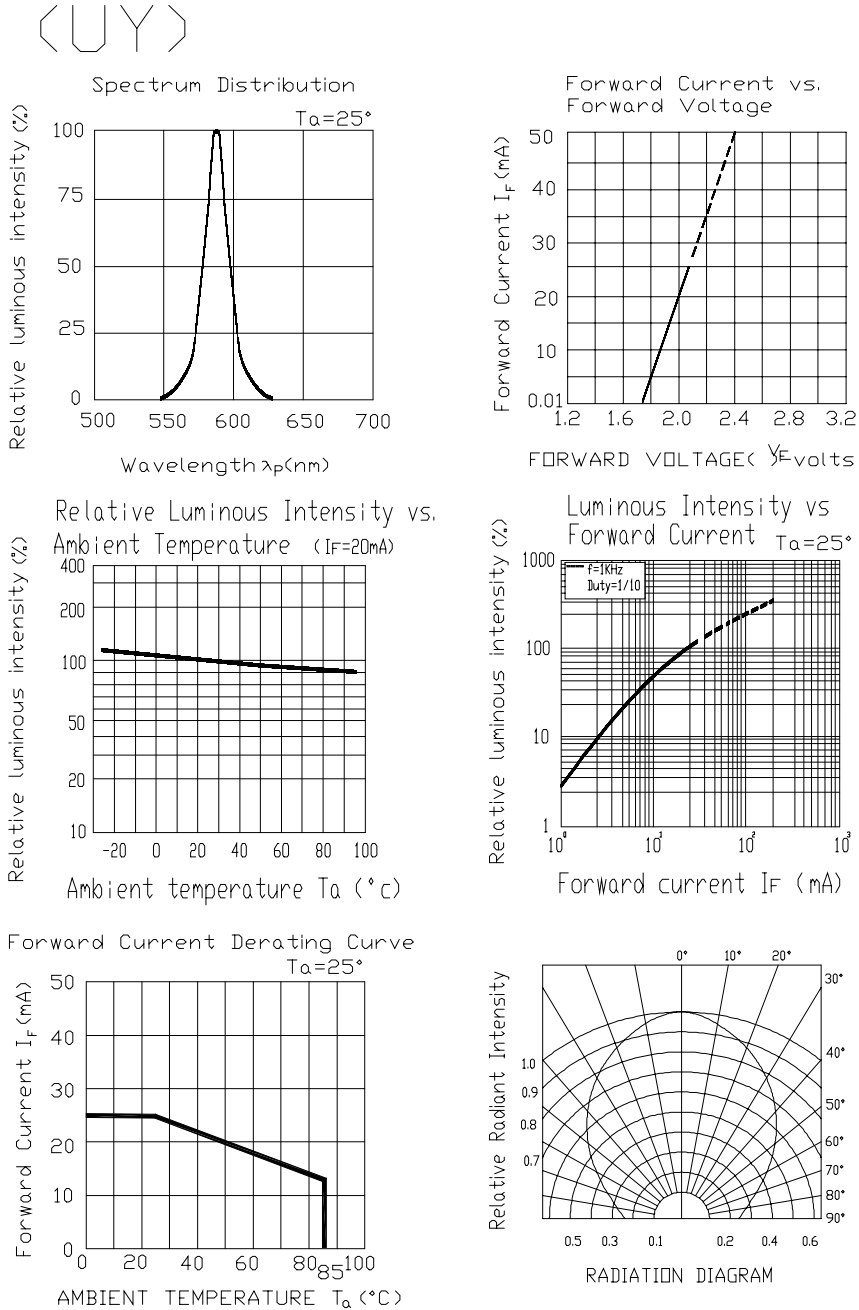 (UY)
Spectrum Distribution
Ta=25°
Relative luminous intensity (%)
100
75
50
25
0
500 550 600 650 700
Wavelength λp(nm)
Forward Current vs.
Forward Voltage
Forward Current IF (mA)
50
40
30
20
10
0.01
1.2 1.6 2.0 2.4 2.8 3.2
FORWARD VOLTAGE( VF )volts
Relative Luminous Intensity vs.
Ambient Temperature (IF=20mA)
Relative luminous intensity (%)
400
200
100
50
20
10
-20 0 20 40 60 80 100
Ambient temperature Ta (°c)
Luminous Intensity vs
Forward Current Ta=25°
Relative luminous intensity (%)
1000
f=1KHz
Duty=1/10
100
10
1
10⁰ 10¹ 10² 10³
Forward current IF (mA)
Forward Current Derating Curve
Ta=25°
Forward Current IF (mA)
50
40
30
20
10
0
0 20 40 60 80 85 100
AMBIENT TEMPERATURE Ta (°C)
Relative Radiant Intensity
0° 10° 20°
30°
40°
50°
60°
70°
80°
90°
1.0
0.9
0.8
0.7
0.5 0.3 0.1 0.2 0.4 0.6
RADIATION DIAGRAM